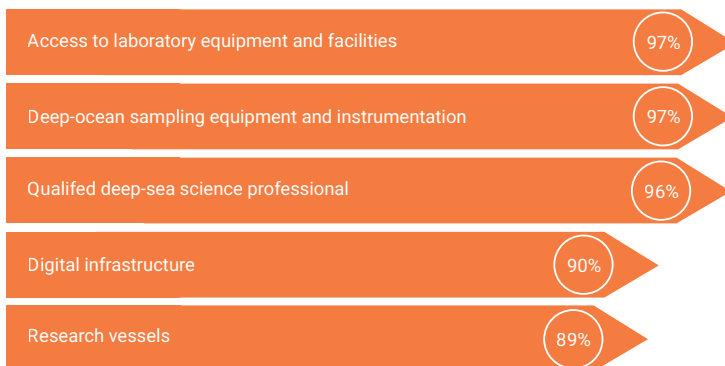 Access to laboratory equipment and facilities 97%
Deep-ocean sampling equipment and instrumentation 97%
Qualifed deep-sea science professional 96%
Digital infrastructure 90%
Research vessels 89%